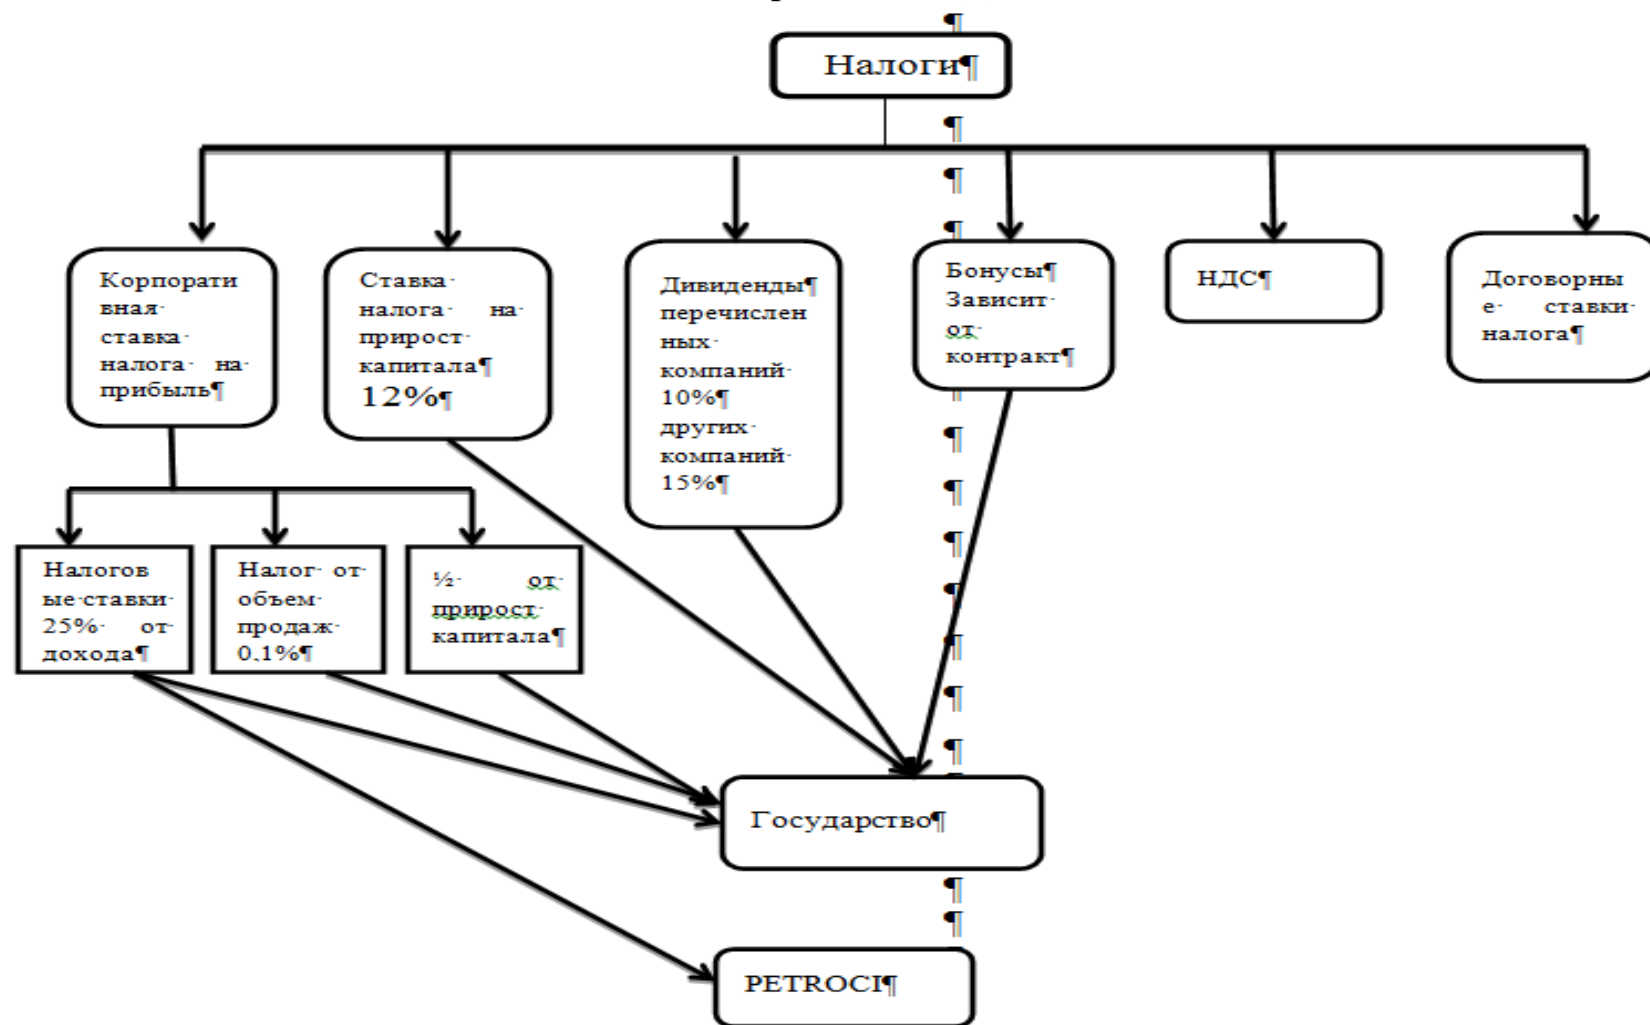 Налоги¶
Корпорати
вная
ставка
налога на
прибыль¶
Ставка
налога на
прирост
капитала¶
12%¶
Дивиденды¶
перечислен
ных
компаний
10%¶
других
компаний
15%¶
Бонусы¶
Зависит
от
контракт¶
НДС¶
Договорны
е ставки
налога¶
Налогов
ые ставки
25% от
дохода¶
Налог от
объем
продаж
0,1%¶
½ от
прирост
капитала¶
Государство¶
PETROCI¶